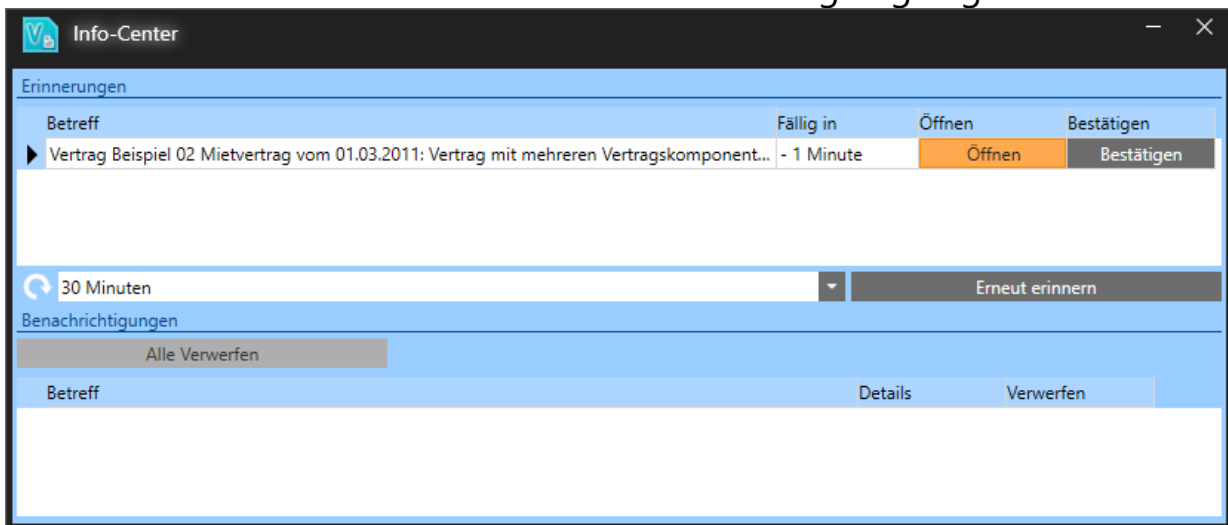 Info-Center
Erinnerungen
Betreff Fällig in Öffnen Bestätigen
Vertrag Beispiel 02 Mietvertrag vom 01.03.2011: Vertrag mit mehreren Vertragskomponent... - 1 Minute Öffnen Bestätigen
30 Minuten Erneut erinnern
Benachrichtigungen
Alle Verwerfen
Betreff Details Verwerfen